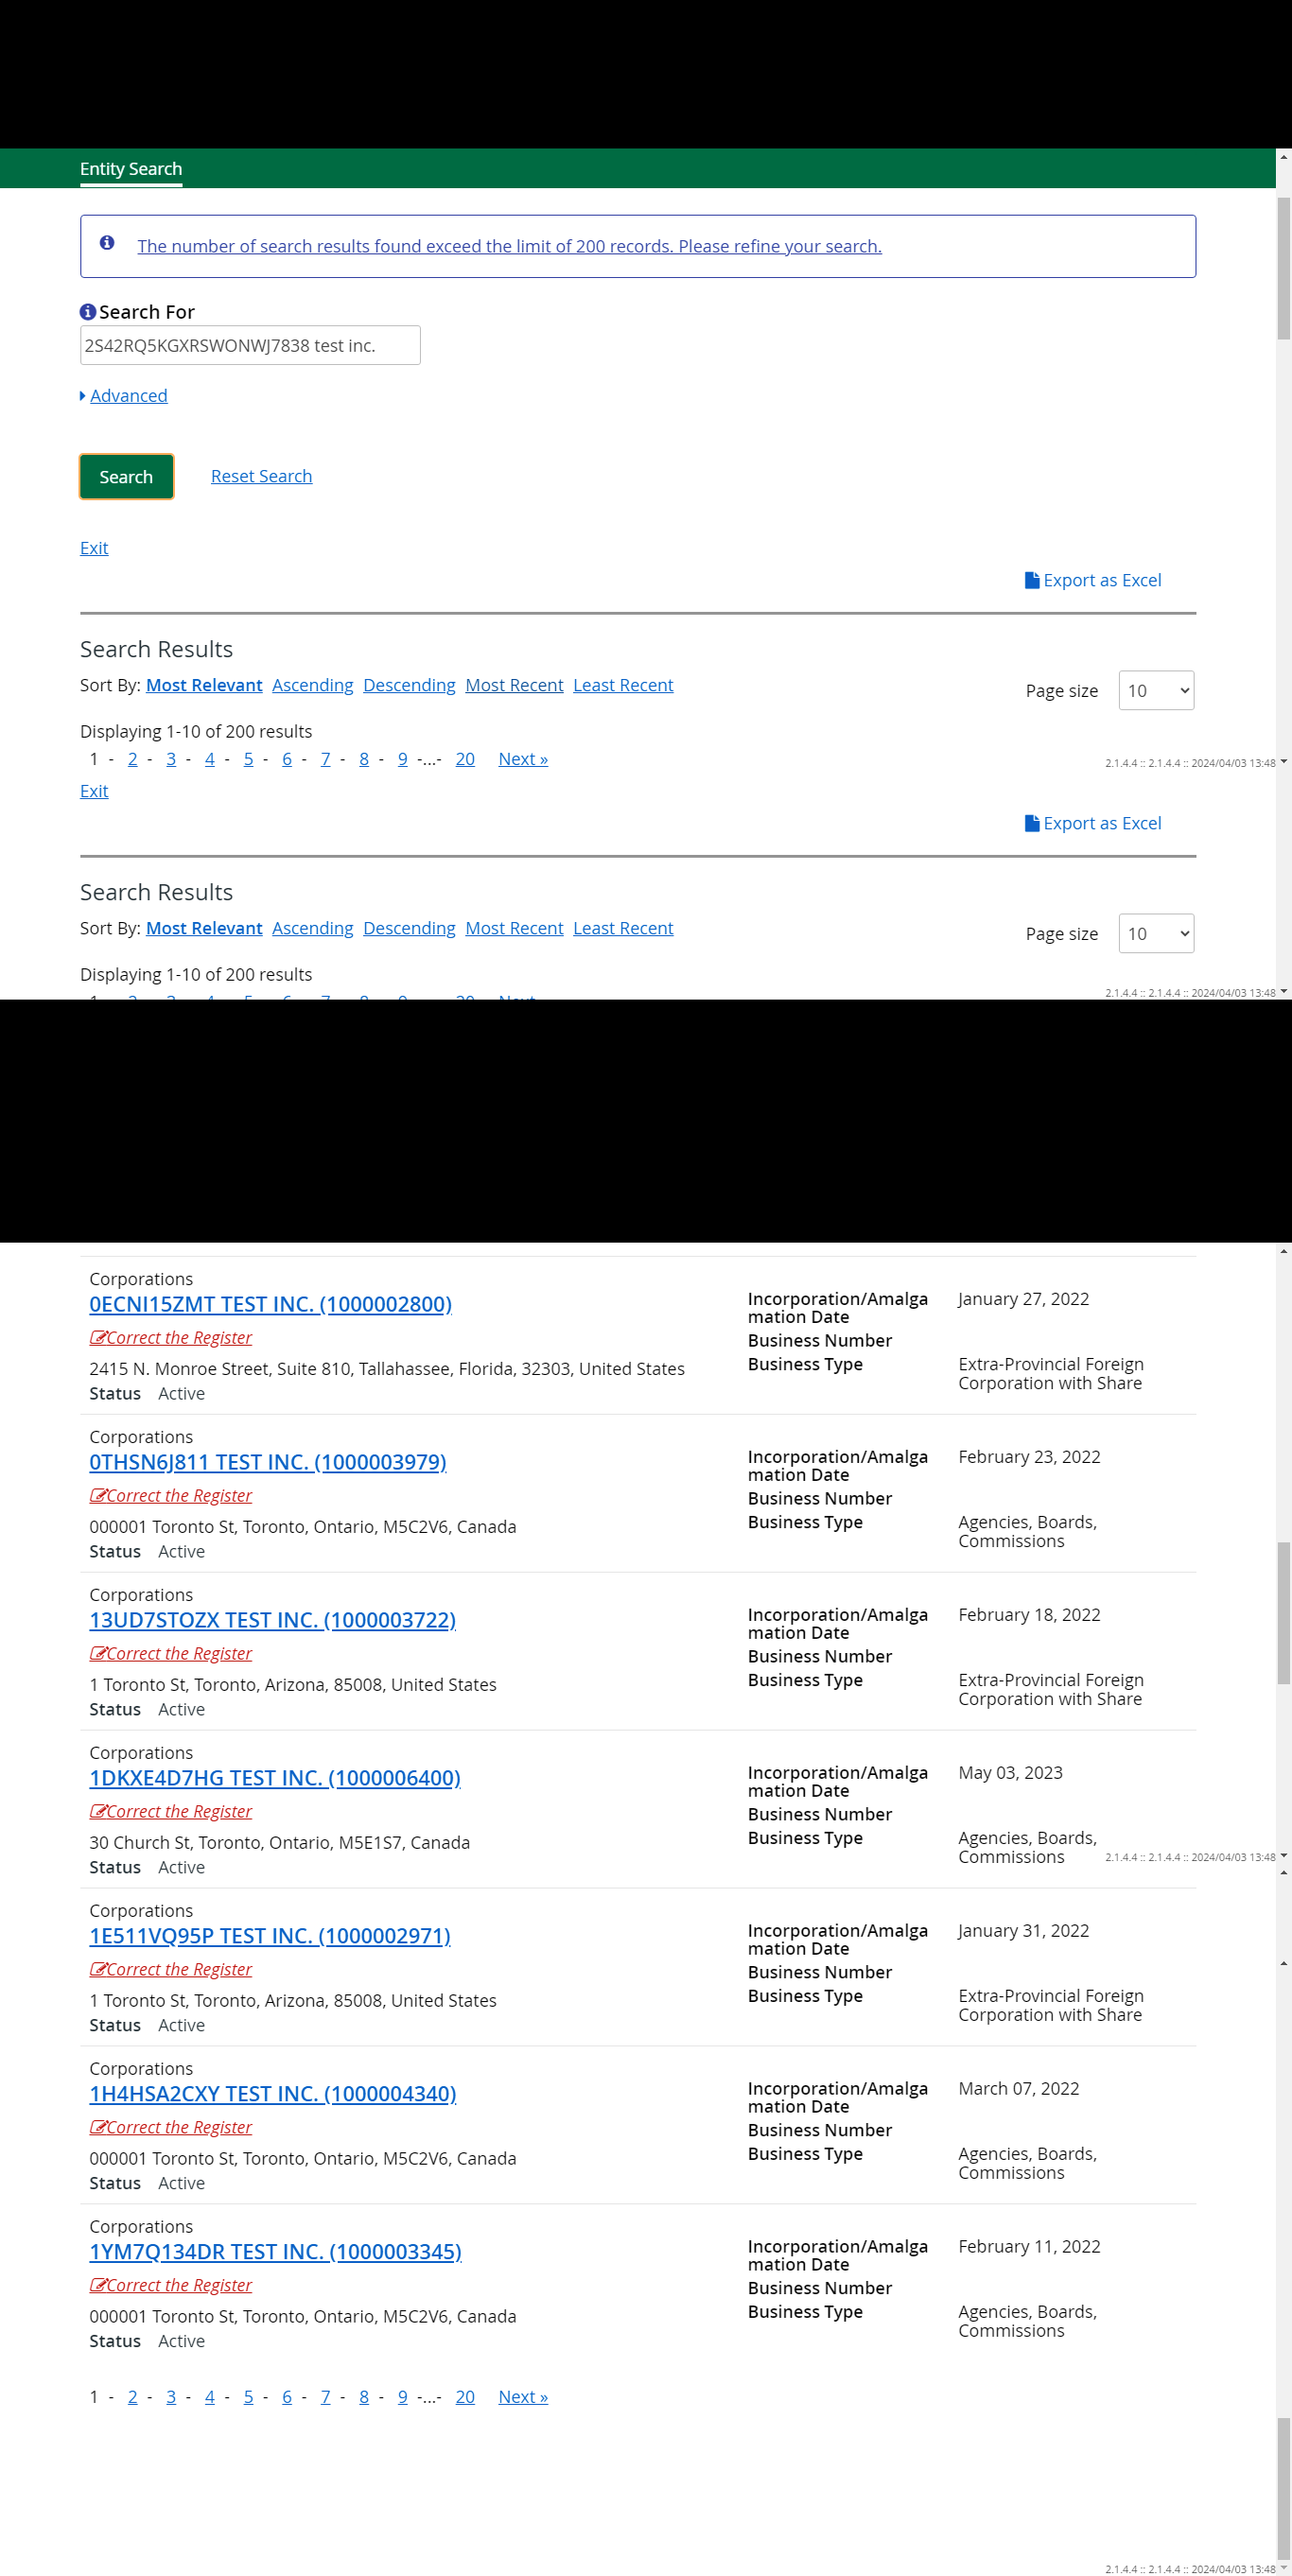 Entity Search
The number of search results found exceed the limit of 200 records. Please refine your search.
Search For
2S42RQ5KGXRSWONWJ7838 test inc.
Advanced
Search Reset Search
Exit
Export as Excel
Search Results
Sort By: Most Relevant Ascending Descending Most Recent Least Recent
Page size 10
Displaying 1-10 of 200 results
1 - 2 - 3 - 4 - 5 - 6 - 7 - 8 - 9 -...- 20 Next »
2.1.4.4 :: 2.1.4.4 :: 2024/04/03 13:48
Exit
Export as Excel
Search Results
Sort By: Most Relevant Ascending Descending Most Recent Least Recent
Page size 10
Displaying 1-10 of 200 results
2.1.4.4 :: 2.1.4.4 :: 2024/04/03 13:48
Corporations
0ECNI15ZMT TEST INC. (1000002800)
Correct the Register
2415 N. Monroe Street, Suite 810, Tallahassee, Florida, 32303, United States
Status Active
Incorporation/Amalga January 27, 2022
mation Date
Business Number
Business Type Extra-Provincial Foreign
Corporation with Share
Corporations
0THSN6J811 TEST INC. (1000003979)
Correct the Register
000001 Toronto St, Toronto, Ontario, M5C2V6, Canada
Status Active
Incorporation/Amalga February 23, 2022
mation Date
Business Number
Business Type Agencies, Boards,
Commissions
Corporations
13UD7STOZX TEST INC. (1000003722)
Correct the Register
1 Toronto St, Toronto, Arizona, 85008, United States
Status Active
Incorporation/Amalga February 18, 2022
mation Date
Business Number
Business Type Extra-Provincial Foreign
Corporation with Share
Corporations
1DKXE4D7HG TEST INC. (1000006400)
Correct the Register
30 Church St, Toronto, Ontario, M5E1S7, Canada
Status Active
Incorporation/Amalga May 03, 2023
mation Date
Business Number
Business Type Agencies, Boards,
Commissions
2.1.4.4 :: 2.1.4.4 :: 2024/04/03 13:48
Corporations
1E511VQ95P TEST INC. (1000002971)
Correct the Register
1 Toronto St, Toronto, Arizona, 85008, United States
Status Active
Incorporation/Amalga January 31, 2022
mation Date
Business Number
Business Type Extra-Provincial Foreign
Corporation with Share
Corporations
1H4HSA2CXY TEST INC. (1000004340)
Correct the Register
000001 Toronto St, Toronto, Ontario, M5C2V6, Canada
Status Active
Incorporation/Amalga March 07, 2022
mation Date
Business Number
Business Type Agencies, Boards,
Commissions
Corporations
1YM7Q134DR TEST INC. (1000003345)
Correct the Register
000001 Toronto St, Toronto, Ontario, M5C2V6, Canada
Status Active
Incorporation/Amalga February 11, 2022
mation Date
Business Number
Business Type Agencies, Boards,
Commissions
1 - 2 - 3 - 4 - 5 - 6 - 7 - 8 - 9 -...- 20 Next »
2.1.4.4 :: 2.1.4.4 :: 2024/04/03 13:48